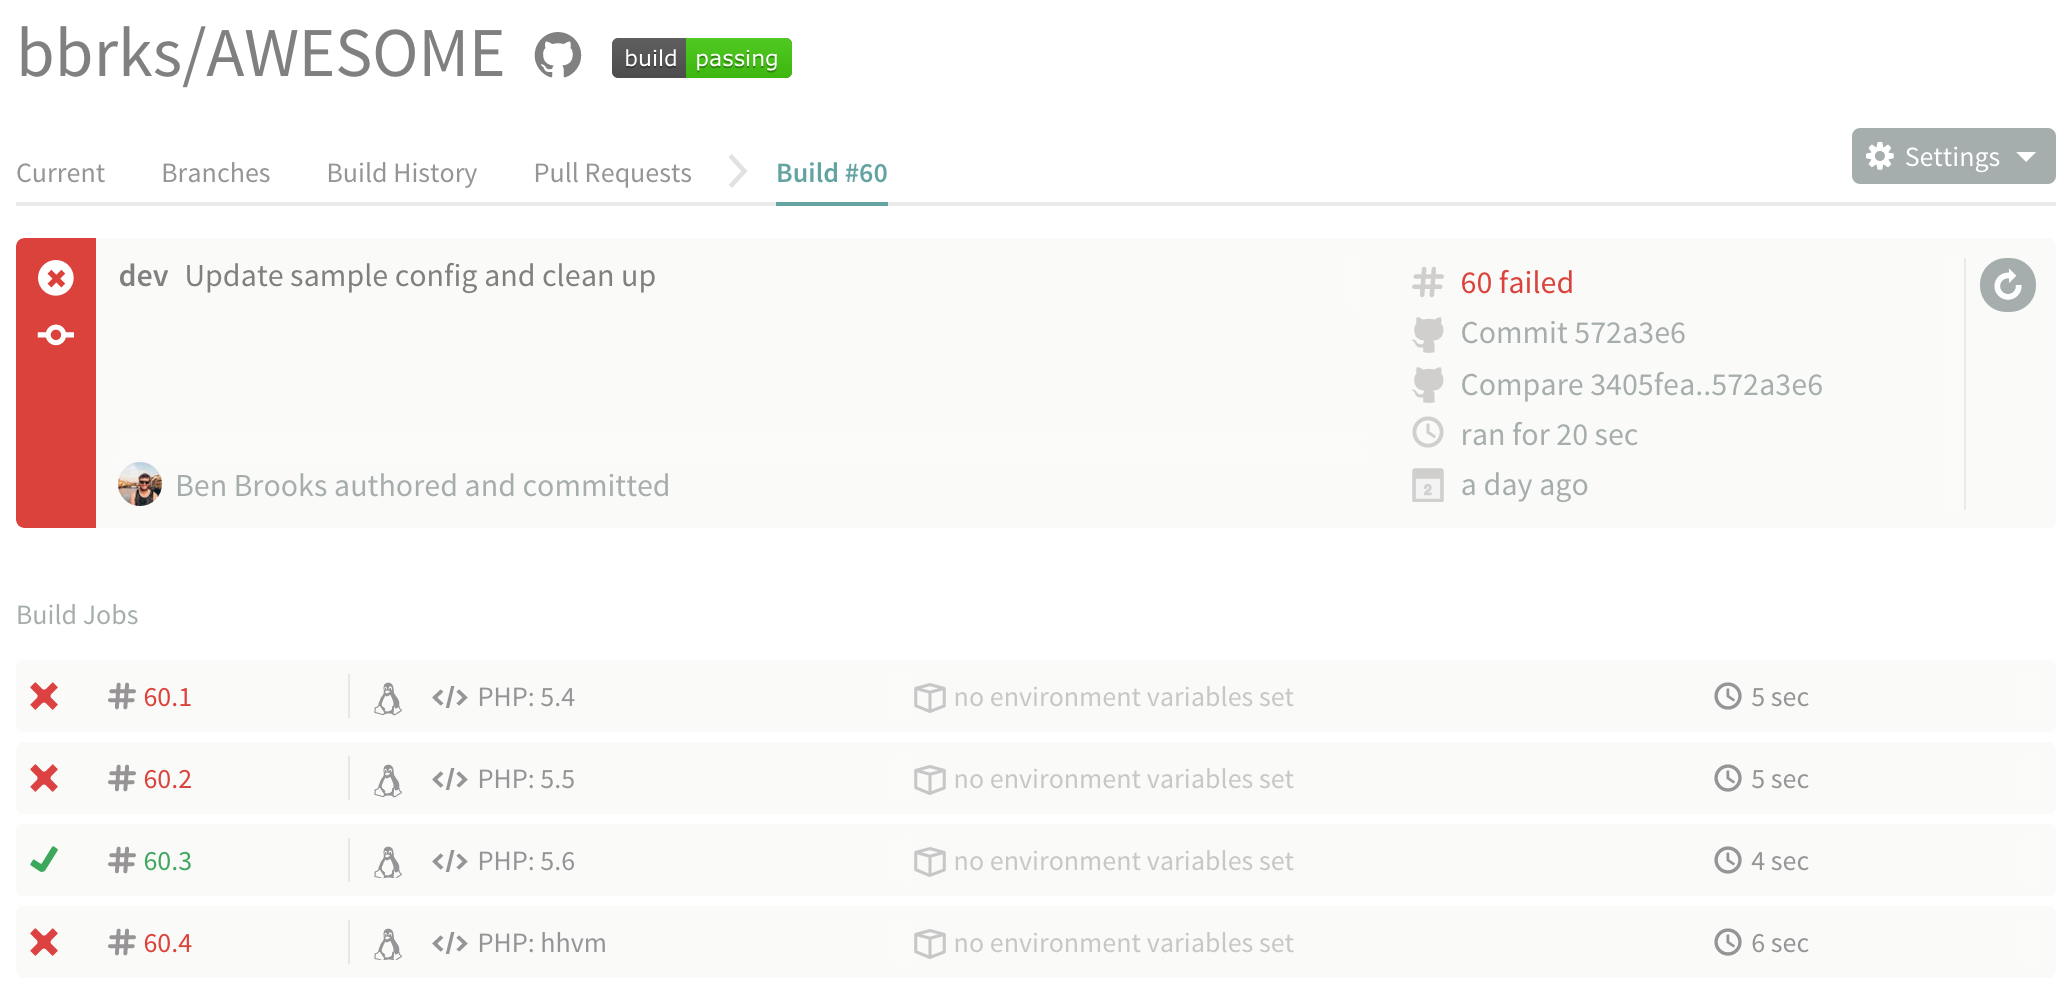 bbrks/AWESOME build passing
Current Branches Build History Pull Requests Build #60 Settings
dev Update sample config and clean up
60 failed
Commit 572a3e6
Compare 3405fea..572a3e6
ran for 20 sec
Ben Brooks authored and committed
2 a day ago
Build Jobs
# 60.1 </> PHP: 5.4 no environment variables set 5 sec
# 60.2 </> PHP: 5.5 no environment variables set 5 sec
# 60.3 </> PHP: 5.6 no environment variables set 4 sec
# 60.4 </> PHP: hhvm no environment variables set 6 sec